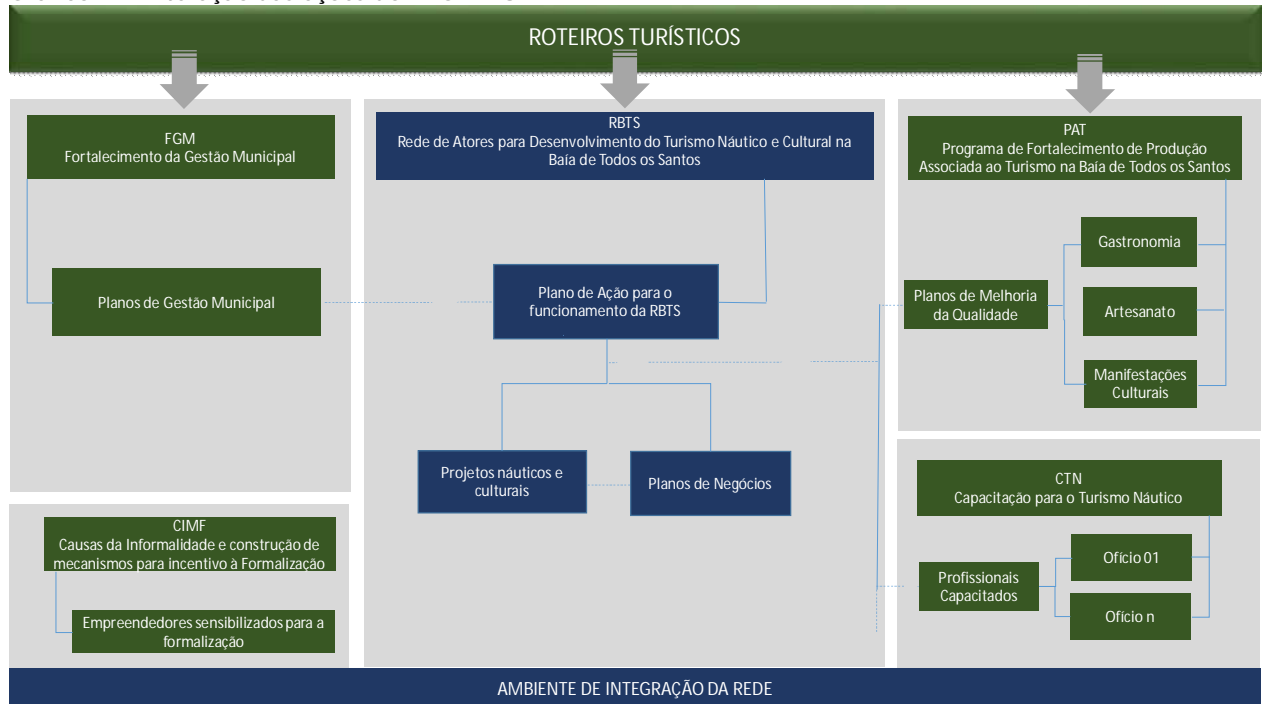 ROTEIROS TURÍSTICOS
FGM
Fortalecimento da Gestão Municipal
Planos de Gestão Municipal
CIMF
Causas da Informalidade e construção de
mecanismos para incentivo à Formalização
Empreendedores sensibilizados para a
formalização
RBTS
Rede de Atores para Desenvolvimento do Turismo Náutico e Cultural na
Baía de Todos os Santos
Plano de Ação para o
funcionamento da RBTS
Projetos náuticos e
culturais
Planos de Negócios
PAT
Programa de Fortalecimento de Produção
Associada ao Turismo na Baía de Todos os Santos
Planos de Melhoria
da Qualidade
Gastronomia
Artesanato
Manifestações
Culturais
CTN
Capacitação para o Turismo Náutico
Profissionais
Capacitados
Ofício 01
Ofício n
AMBIENTE DE INTEGRAÇÃO DA REDE